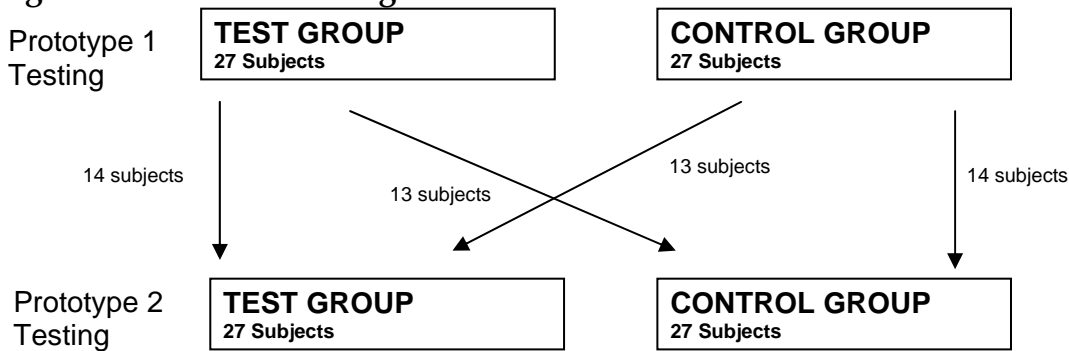 Prototype 1
Testing
TEST GROUP
27 Subjects
CONTROL GROUP
27 Subjects
14 subjects
13 subjects
13 subjects
14 subjects
Prototype 2
Testing
TEST GROUP
27 Subjects
CONTROL GROUP
27 Subjects